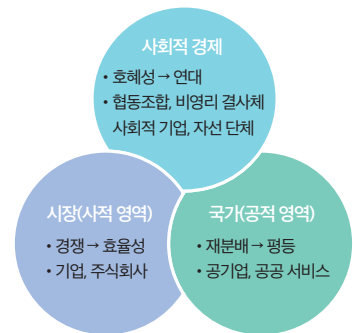 사회적 경제
• 호혜성 → 연대
• 협동조합, 비영리 결사체
사회적 기업, 자선 단체
시장(사적 영역)
• 경쟁 → 효율성
• 기업, 주식회사
국가(공적 영역)
• 재분배 → 평등
• 공기업, 공공 서비스